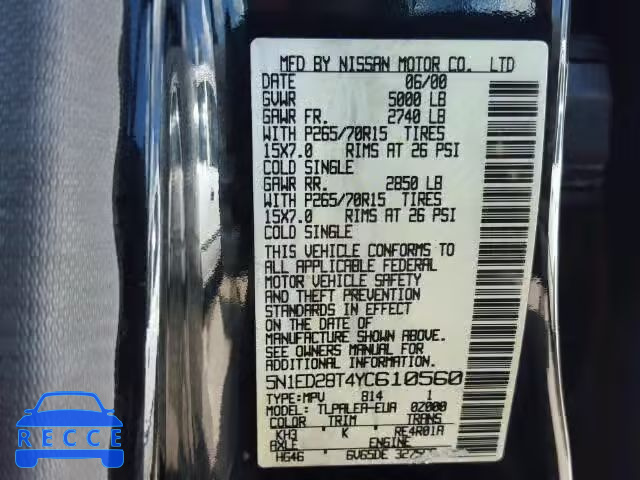 MFD BY NISSAN MOTOR CO. LTD
DATE 06/00
GVWR 5000 LB
GAWR FR. 2740 LB
WITH P265/70R15 TIRES
15X7.0 RIMS AT 26 PSI
COLD SINGLE
GAWR RR. 2850 LB
WITH P265/70R15 TIRES
15X7.0 RIMS AT 26 PSI
COLD SINGLE
THIS VEHICLE CONFORMS TO
ALL APPLICABLE FEDERAL
MOTOR VEHICLE SAFETY
AND THEFT PREVENTION
STANDARDS IN EFFECT
ON THE DATE OF
MANUFACTURE SHOWN ABOVE.
SEE OWNERS MANUAL FOR
ADDITIONAL INFORMATION.
5N1ED28T4YC610560
TYPE:MPV 814 1
MODEL: TLPALEA-EUA 02000
COLOR TRIM TRANS
KH3 K RE4R01A
AXLE ENGINE
HG46 6V65DE
RECCE